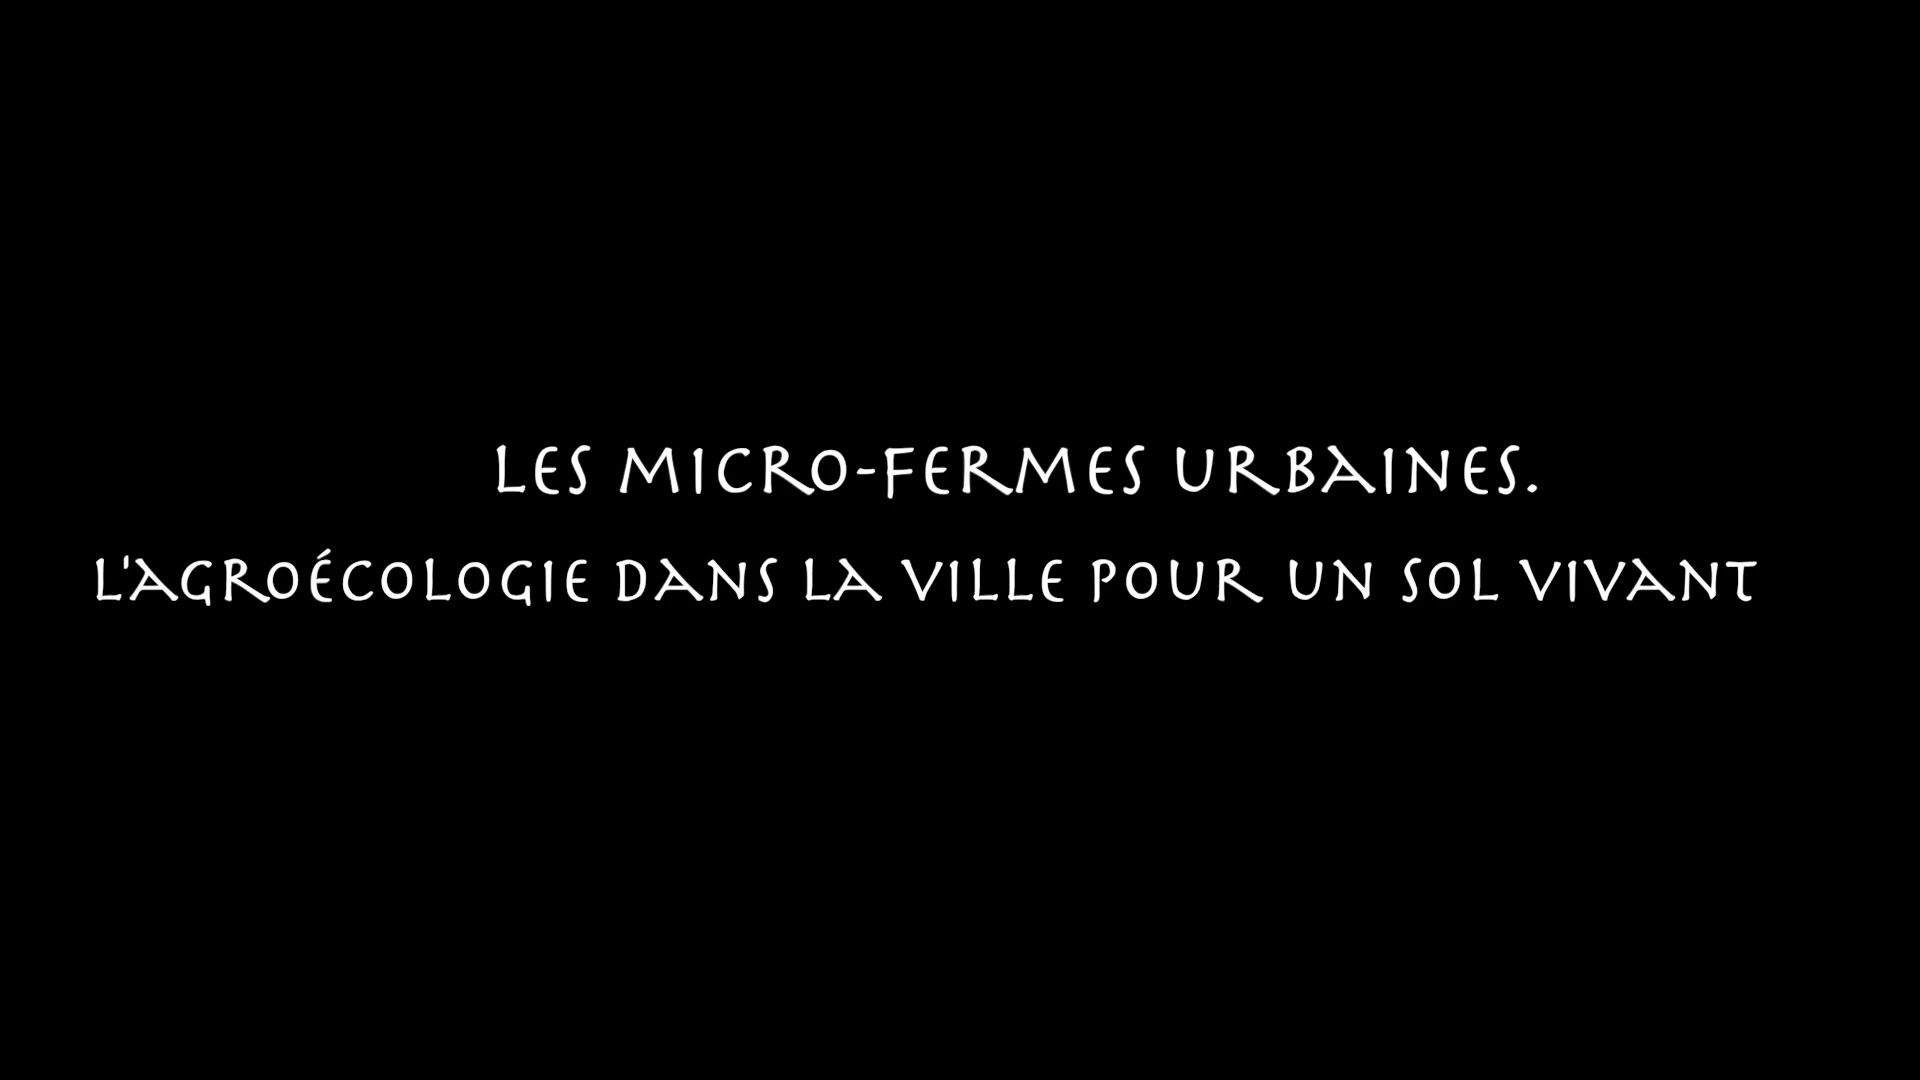 LES MICRO-FERMES URBAINES.
L'AGROÉCOLOGIE DANS LA VILLE POUR UN SOL VIVANT